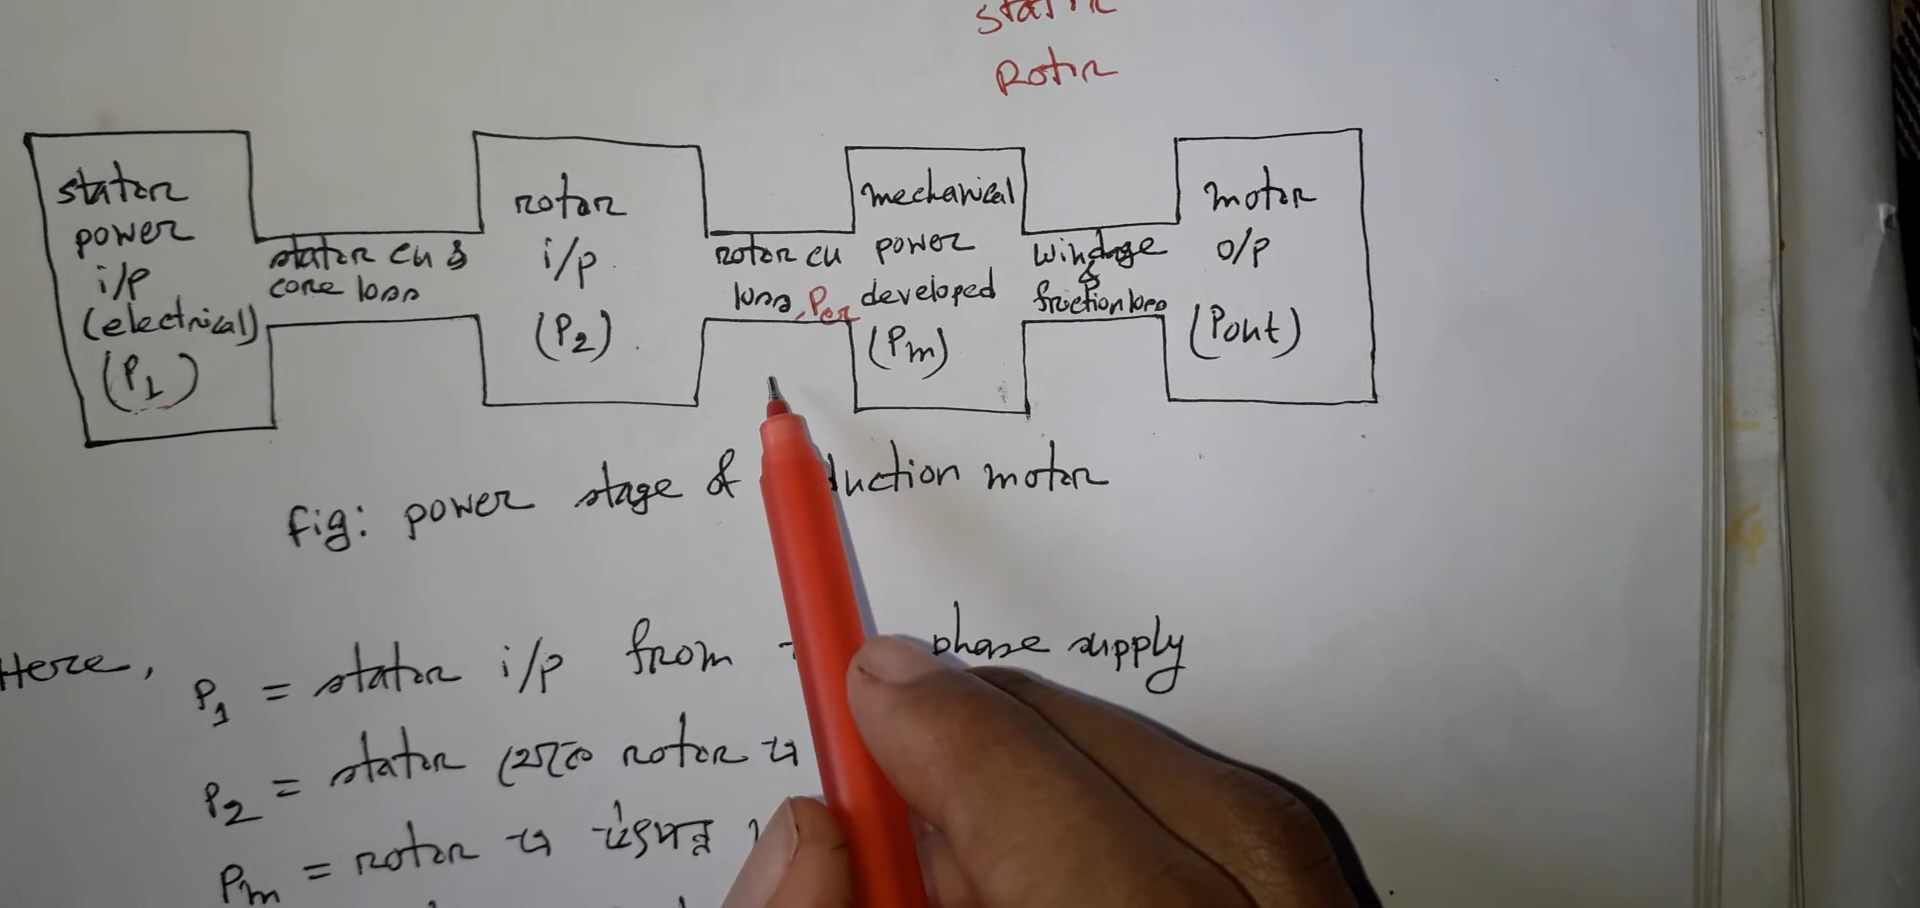 Rotor
stator
power
i/p
(electrical)
(P1)
stator cu &
core loss
rotor
i/p
(P2)
rotor cu
loss, Pcr
mechanical
power
developed
(Pm)
windage
&
friction loss
motor
o/p
(Pout)
fig: power stage of duction motor
Here,
P1 = stator i/p from phase supply
P2 = stator থেকে rotor এ
Pm = rotor এ উৎপন্ন